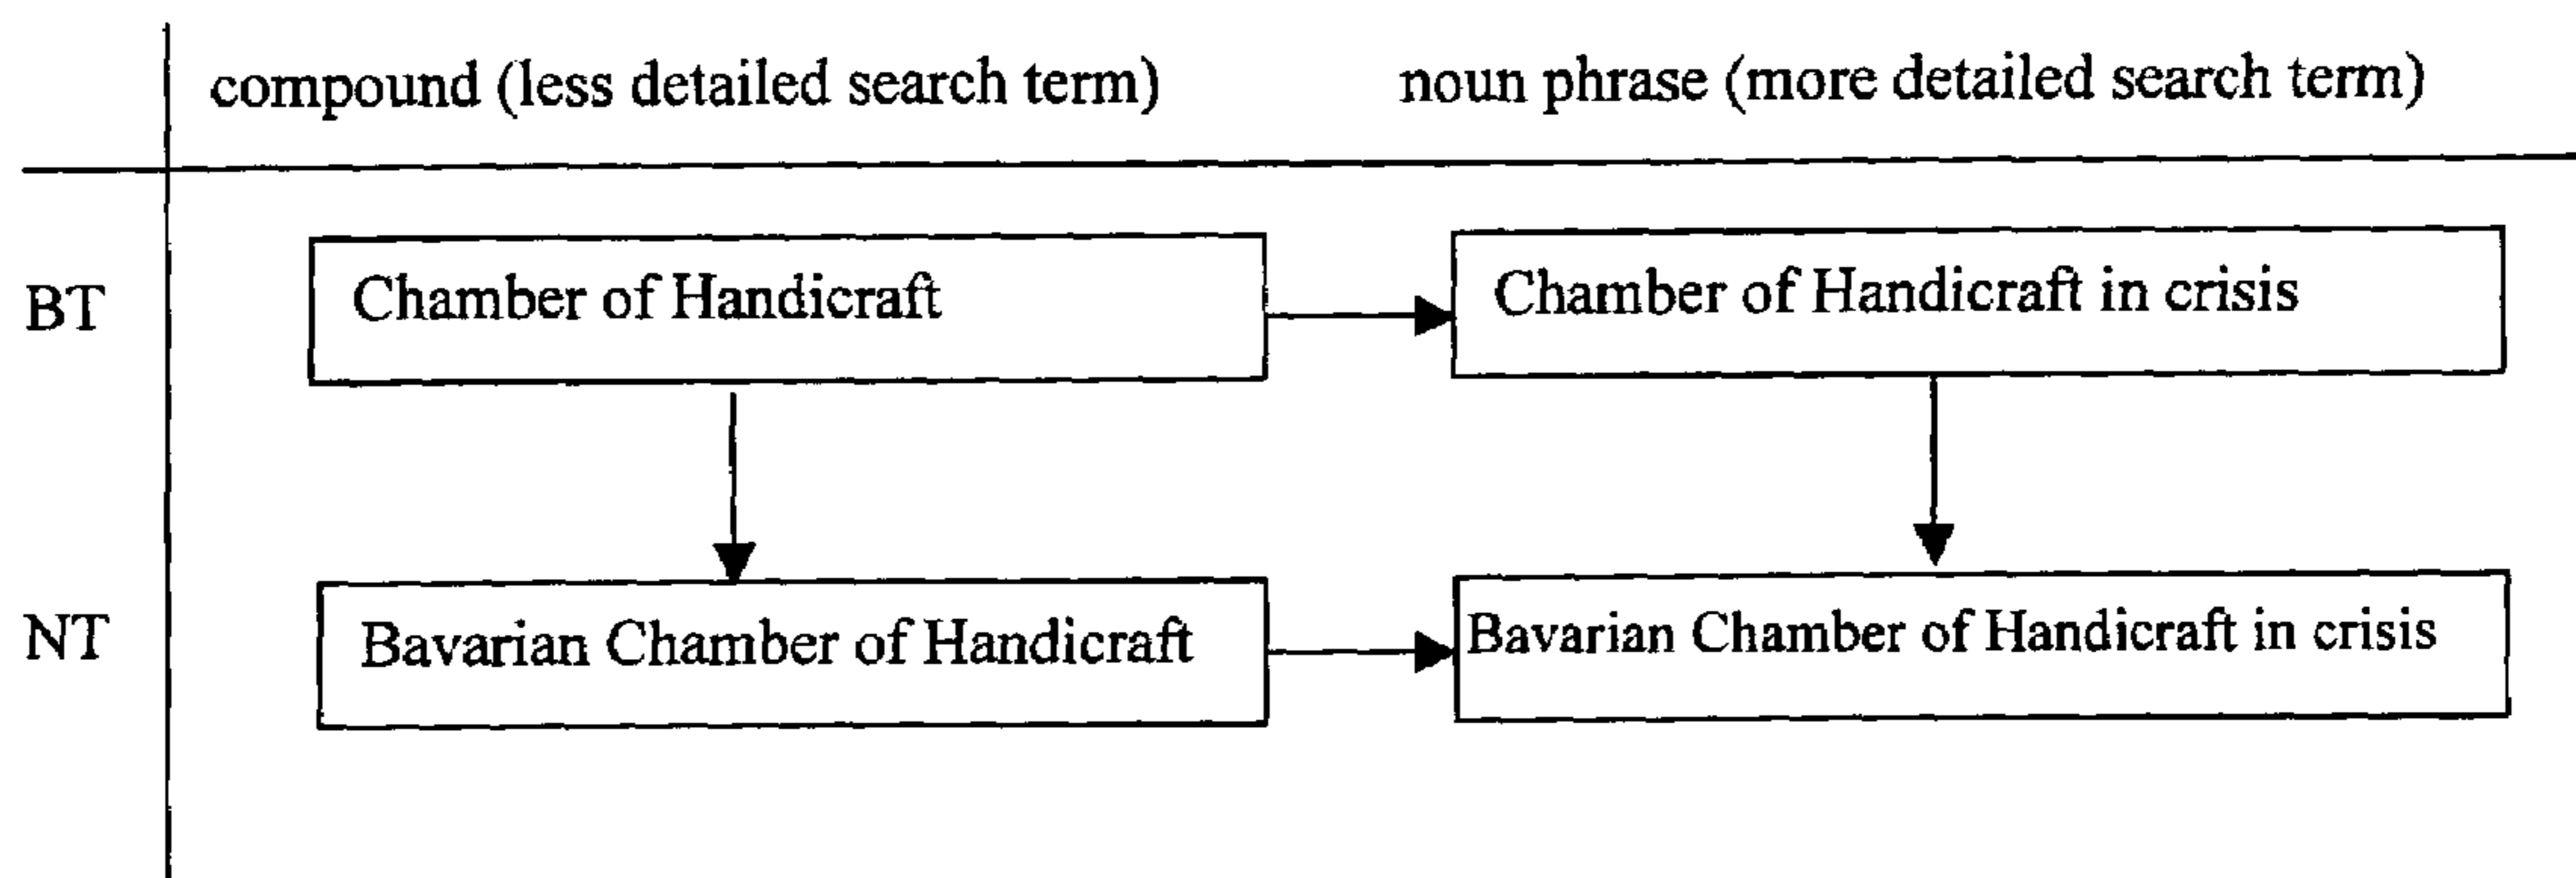 compound (less detailed search term) noun phrase (more detailed search term)
BT Chamber of Handicraft Chamber of Handicraft in crisis
NT Bavarian Chamber of Handicraft Bavarian Chamber of Handicraft in crisis